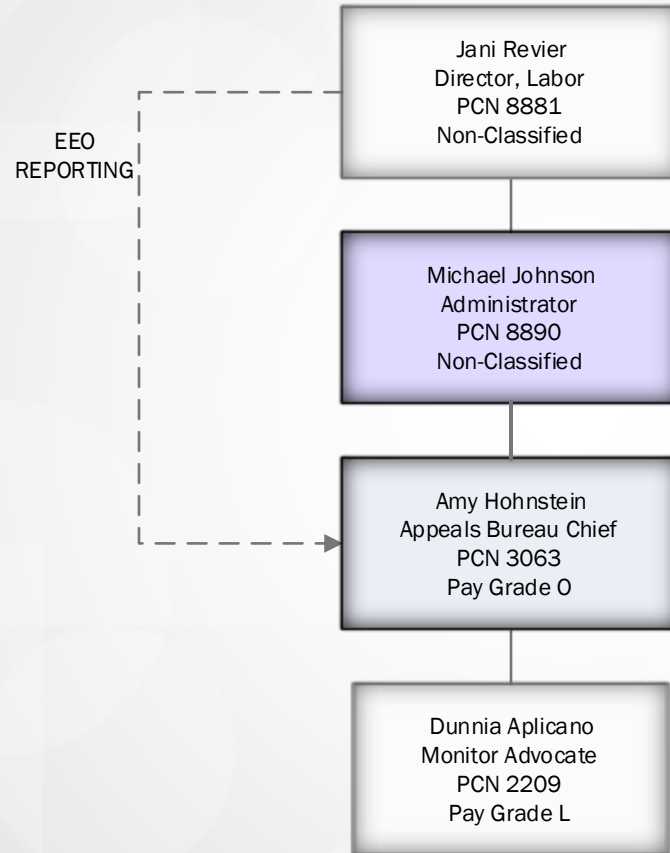 Jani Revier
Director, Labor
PCN 8881
Non-Classified
EEO
REPORTING
Michael Johnson
Administrator
PCN 8890
Non-Classified
Amy Hohnstein
Appeals Bureau Chief
PCN 3063
Pay Grade O
Dunnia Aplicano
Monitor Advocate
PCN 2209
Pay Grade L